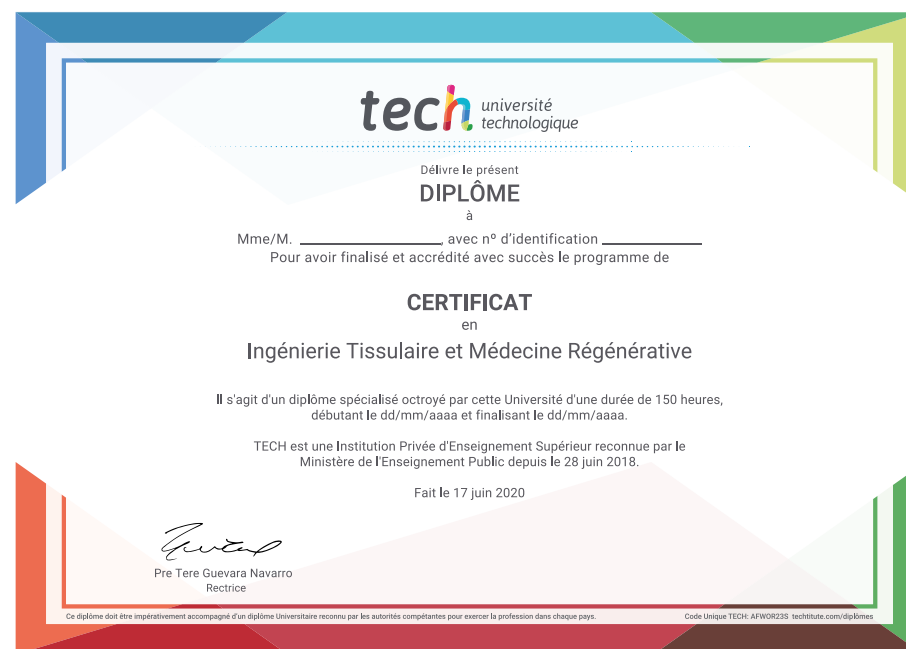 tech université
technologique
Délivre le présent
DIPLÔME
à
Mme/M. ____________________, avec nº d'identification ______________
Pour avoir finalisé et accrédité avec succès le programme de
CERTIFICAT
en
Ingénierie Tissulaire et Médecine Régénérative
Il s'agit d'un diplôme spécialisé octroyé par cette Université d'une durée de 150 heures,
débutant le dd/mm/aaaa et finalisant le dd/mm/aaaa.
TECH est une Institution Privée d'Enseignement Supérieur reconnue par le
Ministère de l'Enseignement Public depuis le 28 juin 2018.
Fait le 17 juin 2020
Pre Tere Guevara Navarro
Rectrice
Ce diplôme doit être impérativement accompagné d'un diplôme Universitaire reconnu par les autorités compétantes pour exercer la profession dans chaque pays.
Code Unique TECH: AFWOR23S techtitute.com/diplômes